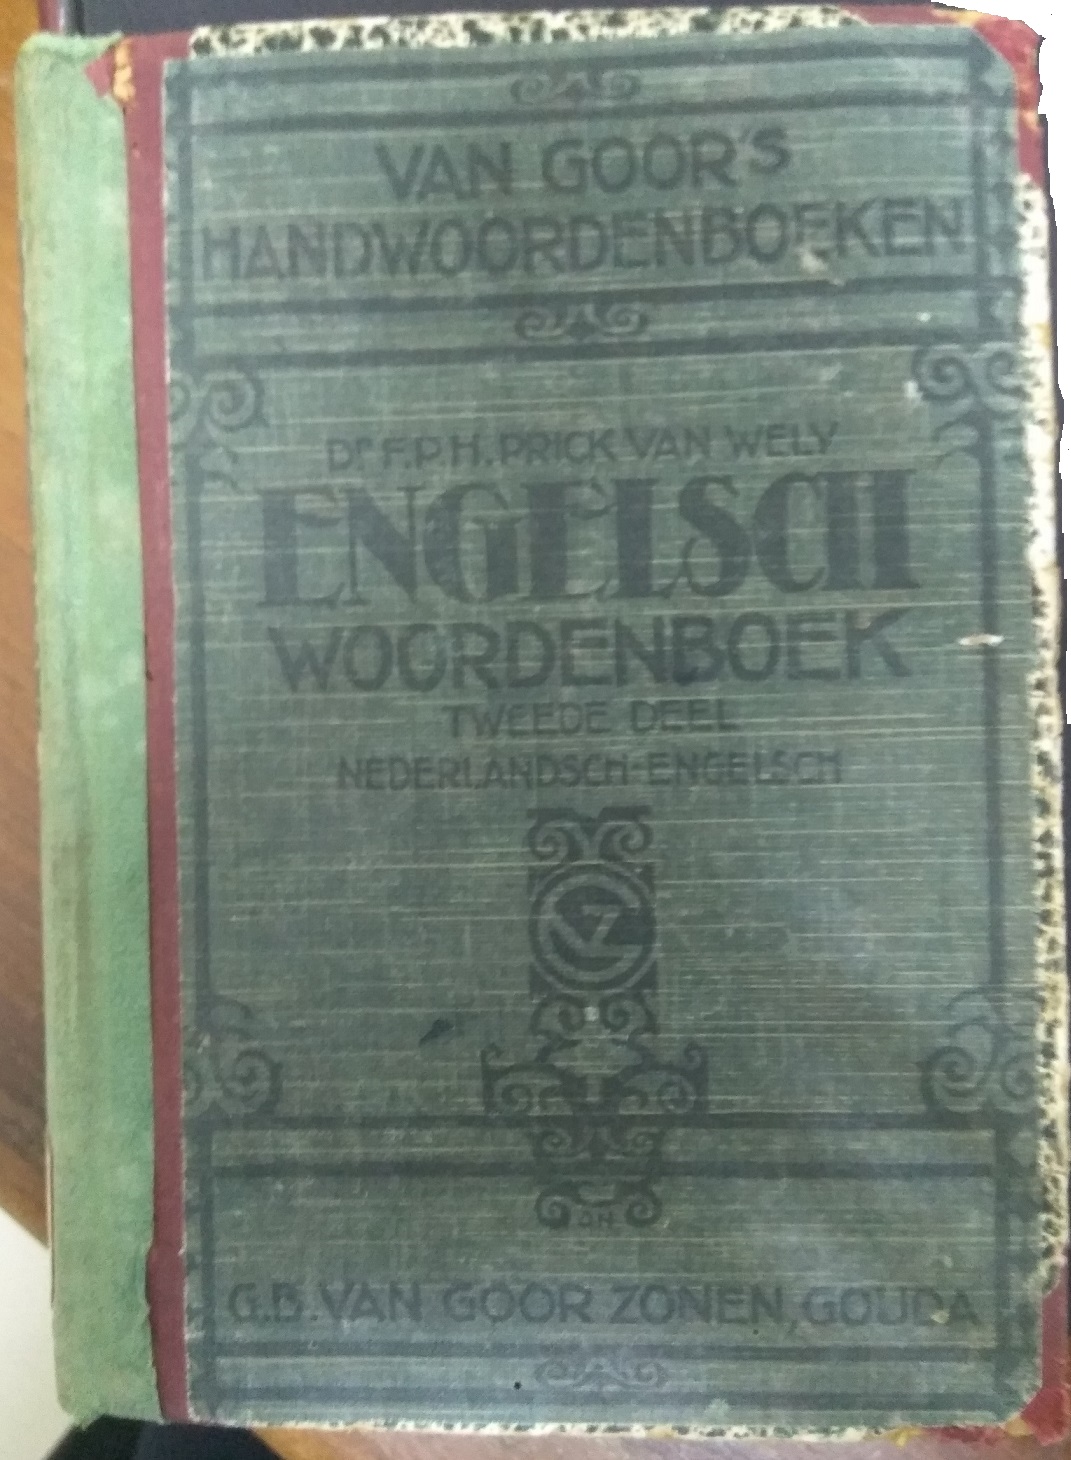 VAN GOOR'S
HANDWOORDENBOEKEN
Dr F.P.H. PRICK VAN WELY
ENGELSCH
WOORDENBOEK
TWEEDE DEEL
NEDERLANDSCH-ENGELSCH
G.B. VAN GOOR ZONEN, GOUDA